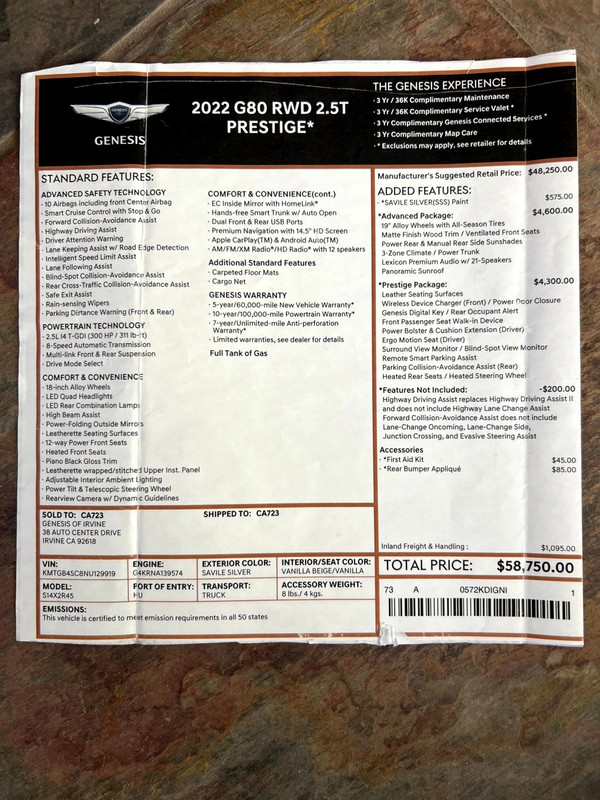 GENESIS
GENESIS
2022 G80 RWD 2.5T
PRESTIGE*
THE GENESIS EXPERIENCE
· 3 Yr / 36K Complimentary Maintenance
· 3 Yr / 36K Complimentary Service Valet *
· 3 Yr Complimentary Genesis Connected Services *
· 3 Yr Complimentary Map Care
· * Exclusions may apply, see retailer for details
STANDARD FEATURES:
ADVANCED SAFETY TECHNOLOGY
· 10 Airbags including front Center Airbag
· Smart Cruise Control with Stop & Go
· Forward Collision-Avoidance Assist
· Highway Driving Assist
· Driver Attention Warning
· Lane Keeping Assist w/ Road Edge Detection
· Intelligent Speed Limit Assist
· Lane Following Assist
· Blind-Spot Collision-Avoidance Assist
· Rear Cross-Traffic Collision-Avoidance Assist
· Safe Exit Assist
· Rain-sensing Wipers
· Parking Dirtance Warning (Front & Rear)
POWERTRAIN TECHNOLOGY
· 2.5L I4 T-GDI (300 HP / 311 lb-ft)
· 8-Speed Automatic Transmission
· Multi-link Front & Rear Suspension
· Drive Mode Select
COMFORT & CONVENIENCE
· 18-inch Alloy Wheels
· LED Quad Headlights
· LED Rear Combination Lamps
· High Beam Assist
· Power-Folding Outside Mirrors
· Leatherette Seating Surfaces
· 12-way Power Front Seats
· Heated Front Seats
· Piano Black Gloss Trim
· Leatherette wrapped/stitched Upper Inst. Panel
· Adjustable Interior Ambient Lighting
· Power Tilt & Telescopic Steering Wheel
· Rearview Camera w/ Dynamic Guidelines
COMFORT & CONVENIENCE(cont.)
· EC Inside Mirror with HomeLink®
· Hands-free Smart Trunk w/ Auto Open
· Dual Front & Rear USB Ports
· Premium Navigation with 14.5" HD Screen
· Apple CarPlay(TM) & Android Auto(TM)
· AM/FM/XM Radio®/HD Radio® with 12 speakers
Additional Standard Features
· Carpeted Floor Mats
· Cargo Net
GENESIS WARRANTY
· 5-year/60,000-mile New Vehicle Warranty*
· 10-year/100,000-mile Powertrain Warranty*
· 7-year/Unlimited-mile Anti-perforation
Warranty*
· Limited warranties, see dealer for details
Full Tank of Gas
Manufacturer's Suggested Retail Price: $48,250.00
ADDED FEATURES:
· *SAVILE SILVER(SSS) Paint $575.00
*Advanced Package: $4,600.00
19" Alloy Wheels with All-Season Tires
Matte Finish Wood Trim / Ventilated Front Seats
Power Rear & Manual Rear Side Sunshades
3-Zone Climate / Power Trunk
Lexicon Premium Audio w/ 21-Speakers
Panoramic Sunroof
*Prestige Package: $4,300.00
Leather Seating Surfaces
Wireless Device Charger (Front) / Power Door Closure
Genesis Digital Key / Rear Occupant Alert
Front Passenger Seat Walk-in Device
Power Bolster & Cushion Extension (Driver)
Ergo Motion Seat (Driver)
Surround View Monitor / Blind-Spot View Monitor
Remote Smart Parking Assist
Parking Collision-Avoidance Assist (Rear)
Heated Rear Seats / Heated Steering Wheel
*Features Not Included: -$200.00
Highway Driving Assist replaces Highway Driving Assist II
and does not include Highway Lane Change Assist
Forward Collision-Avoidance Assist does not include
Lane-Change Oncoming, Lane-Change Side,
Junction Crossing, and Evasive Steering Assist
Accessories
· *First Aid Kit $45.00
· *Rear Bumper Appliqué $85.00
Inland Freight & Handling : $1,095.00
TOTAL PRICE: $58,750.00
73 A 0572KDIGNI 1
SOLD TO: CA723
GENESIS OF IRVINE
38 AUTO CENTER DRIVE
IRVINE CA 92618
SHIPPED TO: CA723
VIN:
KMTGB4SC8NU129919
ENGINE:
G4KRNA139574
EXTERIOR COLOR:
SAVILE SILVER
INTERIOR/SEAT COLOR:
VANILLA BEIGE/VANILLA
MODEL:
S14X2R45
PORT OF ENTRY:
HU
TRANSPORT:
TRUCK
ACCESSORY WEIGHT:
8 lbs./ 4 kgs.
EMISSIONS:
This vehicle is certified to meet emission requirements in all 50 states